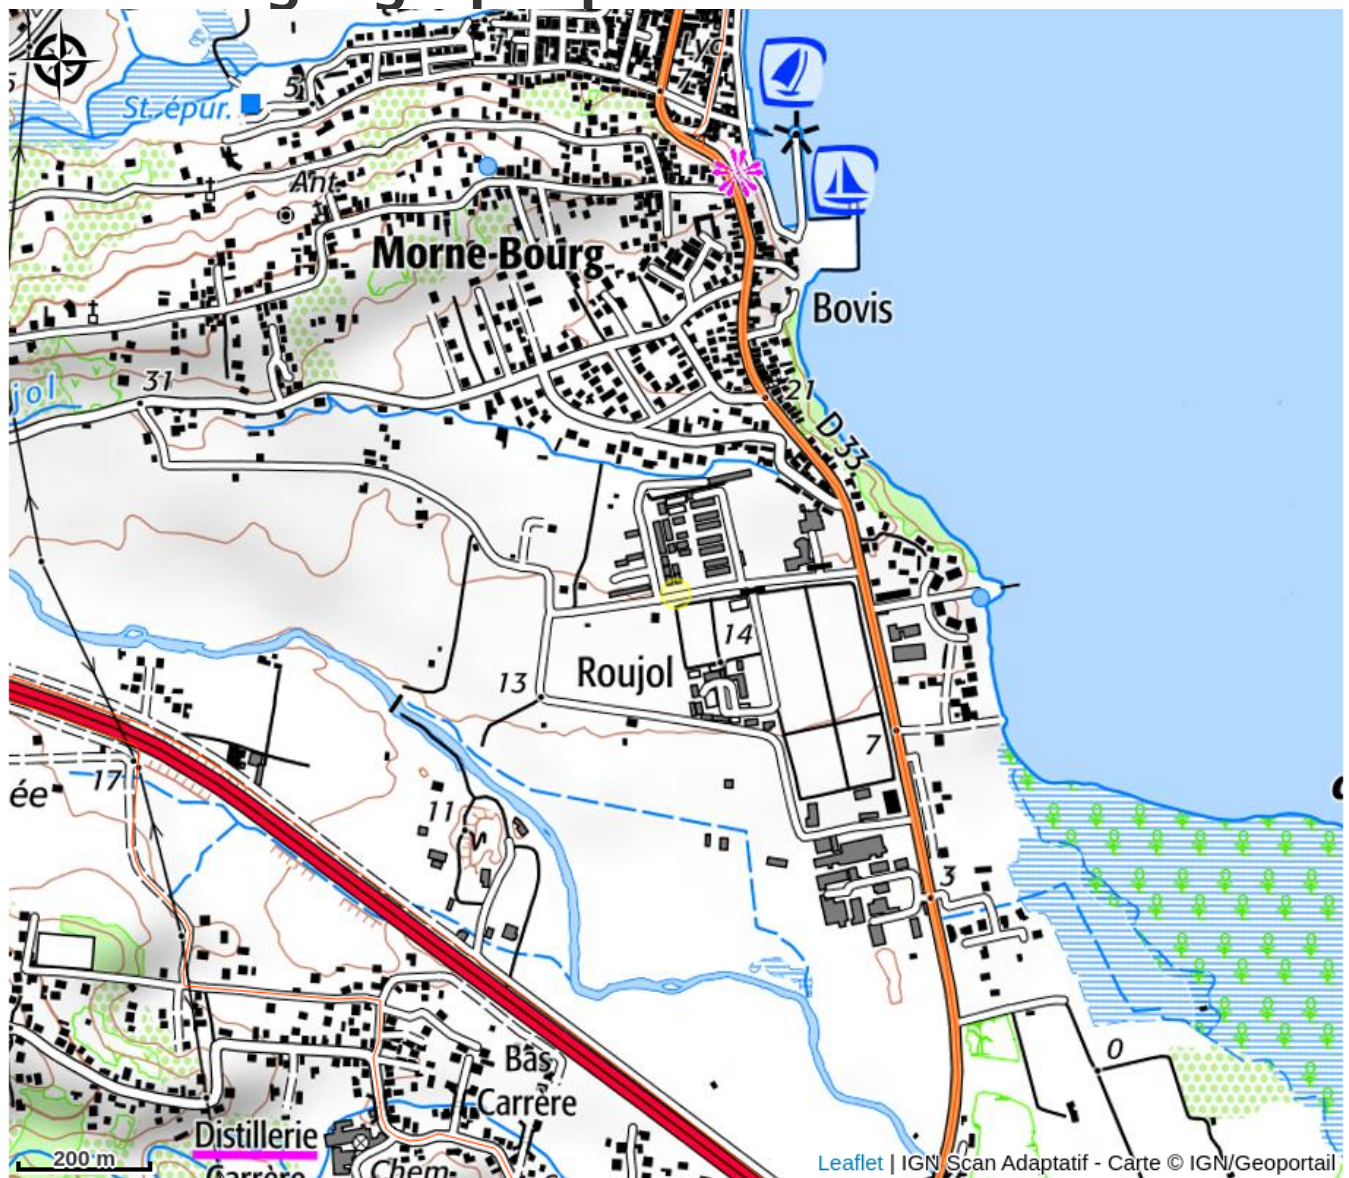 Lyc
5
St. épur.
Ant.
Morne-Bourg
Bovis
31
jol
21
D 33
14
Roujol
13
7
17
ée
11
3
0
Bas
Carrère
Distillerie
Carrère
Chem
200 m
Leaflet | IGN Scan Adaptatif - Carte © IGN/Geoportail